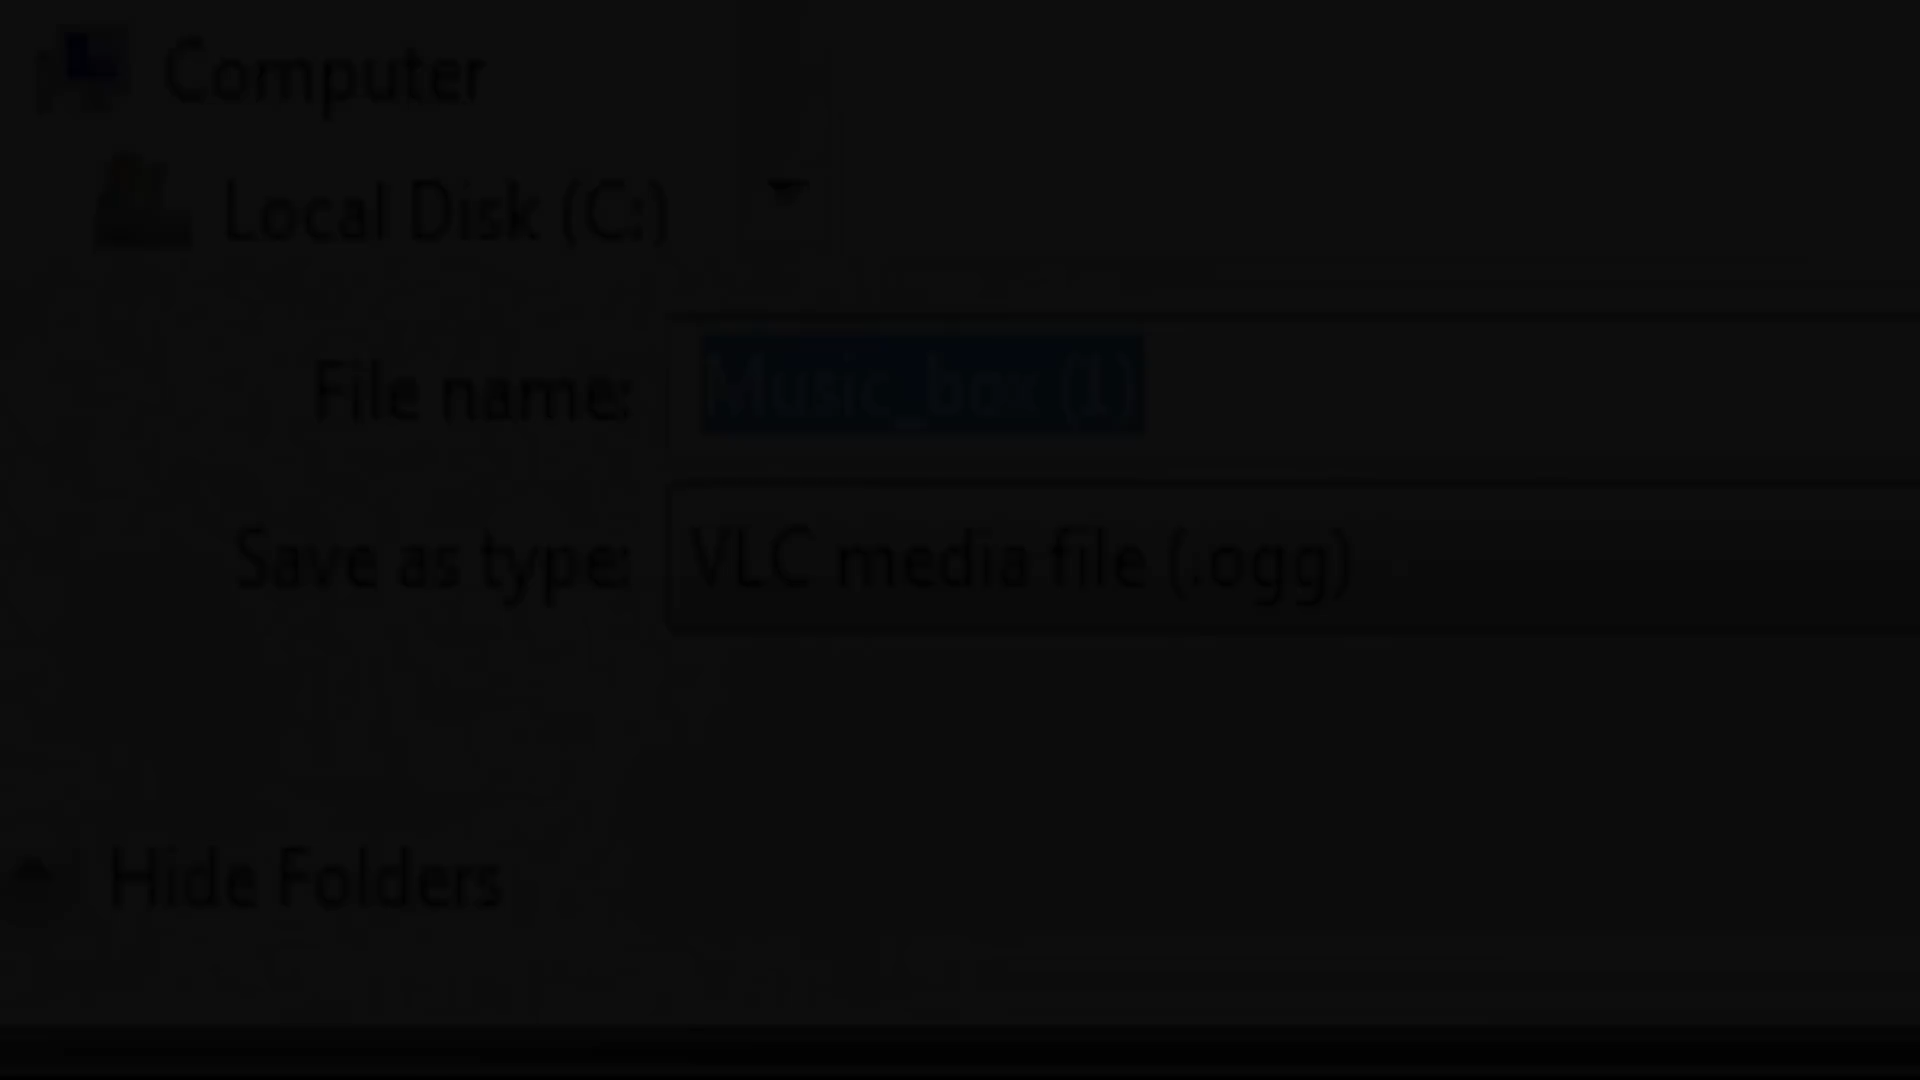 Computer
Local Disk (C:)
File name: Music_box (1)
Save as type: VLC media file (.ogg)
Hide Folders